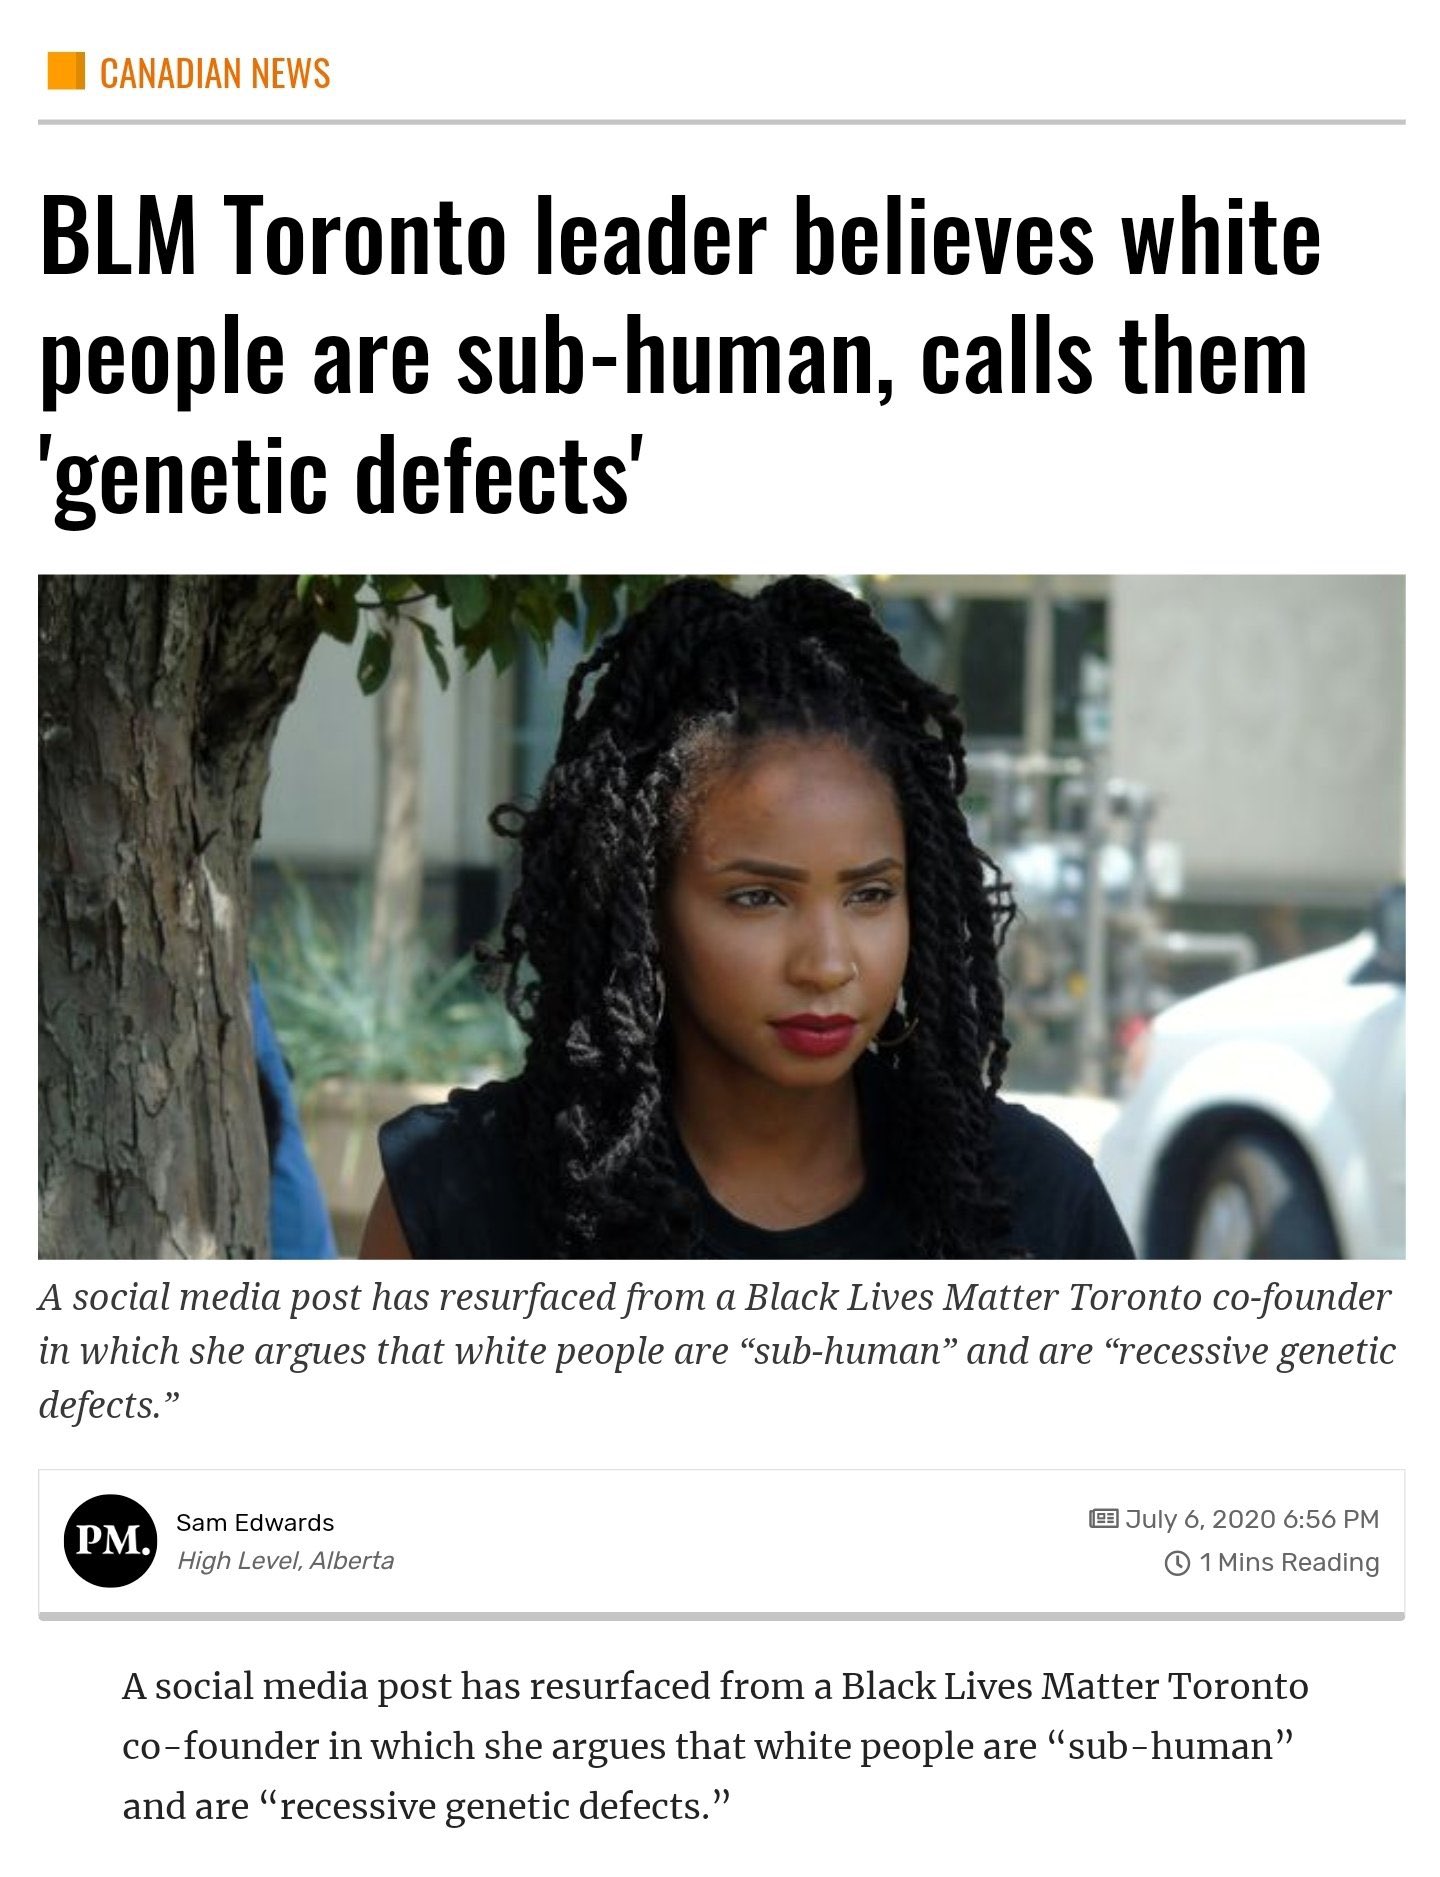 CANADIAN NEWS
BLM Toronto leader believes white
people are sub-human, calls them
'genetic defects'
A social media post has resurfaced from a Black Lives Matter Toronto co-founder
in which she argues that white people are “sub-human” and are “recessive genetic
defects.”
PM.
Sam Edwards
High Level, Alberta
July 6, 2020 6:56 PM
1 Mins Reading
A social media post has resurfaced from a Black Lives Matter Toronto
co-founder in which she argues that white people are “sub-human”
and are “recessive genetic defects.”